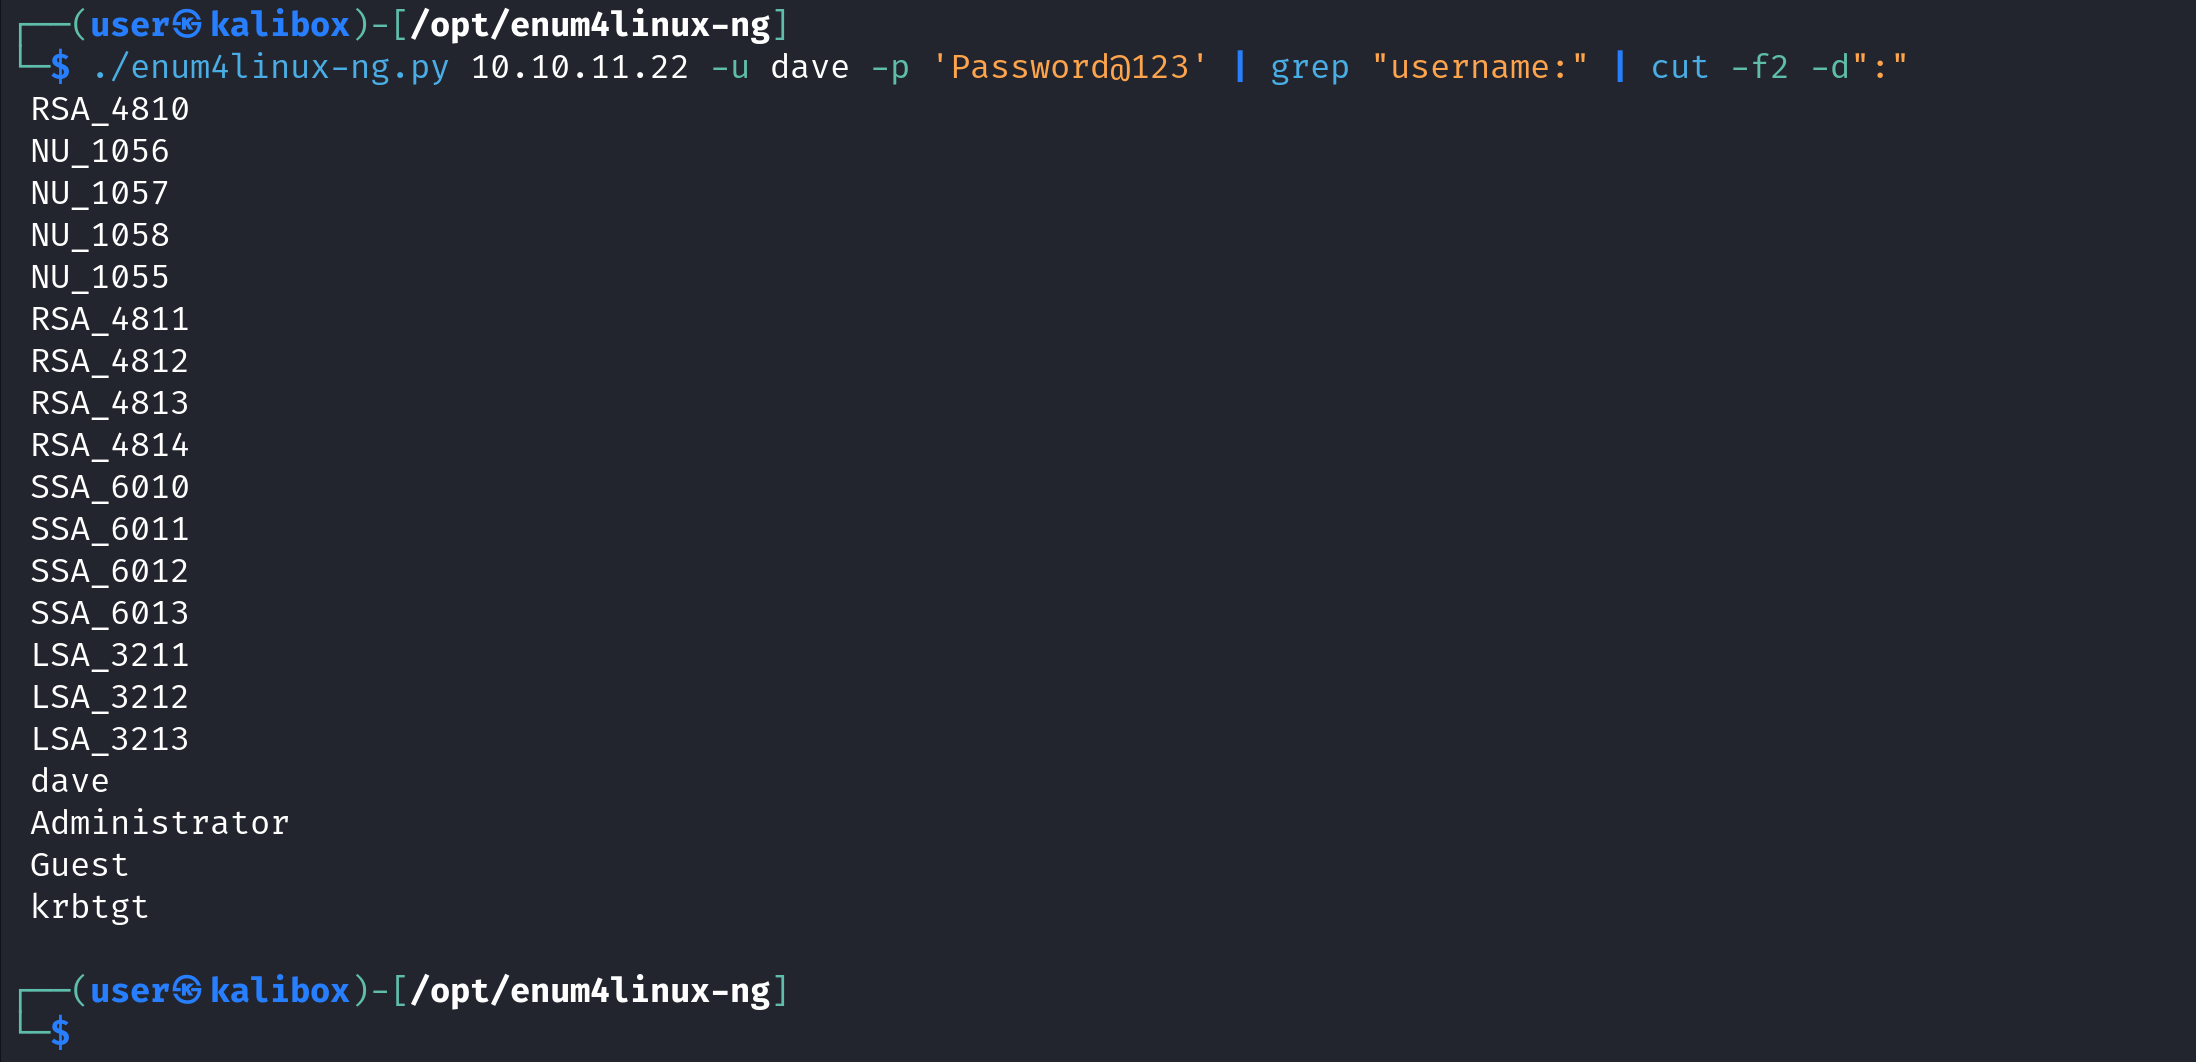 ┌──(user㉿kalibox)-[/opt/enum4linux-ng]
└─$ ./enum4linux-ng.py 10.10.11.22 -u dave -p 'Password@123' | grep "username:" | cut -f2 -d":"
RSA_4810
NU_1056
NU_1057
NU_1058
NU_1055
RSA_4811
RSA_4812
RSA_4813
RSA_4814
SSA_6010
SSA_6011
SSA_6012
SSA_6013
LSA_3211
LSA_3212
LSA_3213
dave
Administrator
Guest
krbtgt
┌──(user㉿kalibox)-[/opt/enum4linux-ng]
└─$